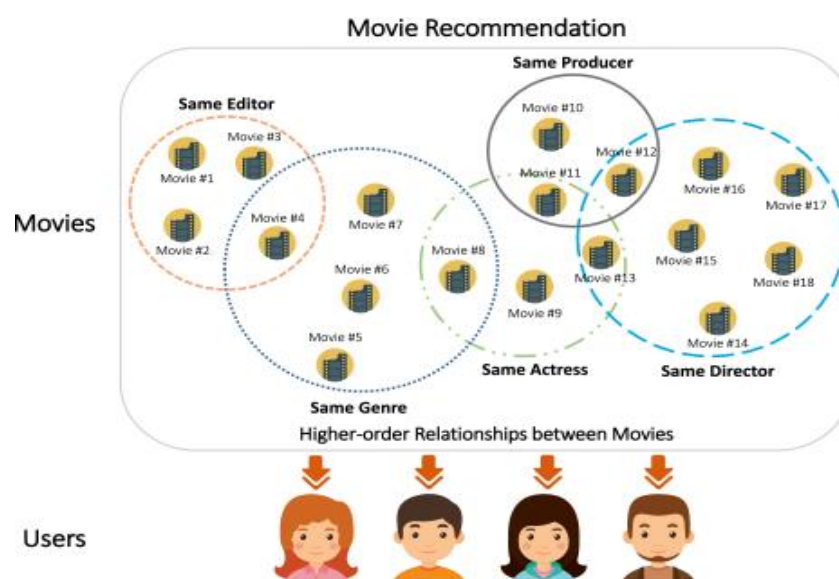 Movie Recommendation
Same Producer
Same Editor
Movie #10
Movie #3
Movie #1
Movie #12
Movie #11
Movie #16
Movie #17
Movies
Movie #4
Movie #7
Movie #2
Movie #8
Movie #15
Movie #6
Movie #13
Movie #18
Movie #9
Movie #5
Movie #14
Same Actress
Same Director
Same Genre
Higher-order Relationships between Movies
Users